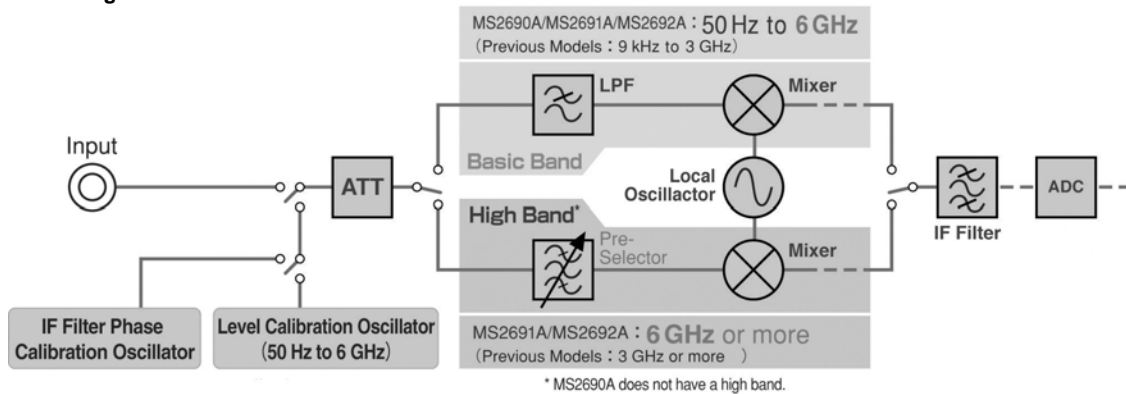 MS2690A/MS2691A/MS2692A : 50 Hz to 6 GHz
(Previous Models : 9 kHz to 3 GHz)
LPF
Mixer
Basic Band
Input
ATT
Local
Oscillactor
High Band*
Pre-
Selector
Mixer
IF Filter
ADC
IF Filter Phase
Calibration Oscillator
Level Calibration Oscillator
(50 Hz to 6 GHz)
MS2691A/MS2692A : 6 GHz or more
(Previous Models : 3 GHz or more )
* MS2690A does not have a high band.